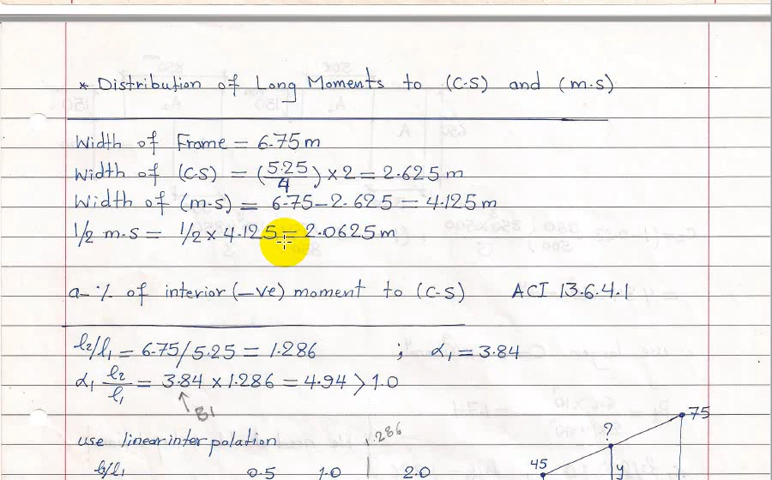 * Distribution of Long Moments to (C.S) and (m.s)
Width of Frame = 6.75 m
Width of (C.S) = (5.25/4) × 2 = 2.625 m
Width of (m.s) = 6.75 - 2.625 = 4.125 m
1/2 m.s = 1/2 × 4.125 = 2.0625 m
a- % of interior (-ve) moment to (C.S) ACI 13.6.4.1
l2/l1 = 6.75/5.25 = 1.286 ; α1 = 3.84
α1 l2/l1 = 3.84 × 1.286 = 4.94 > 1.0
B1
use linear interpolation
1.286
l2/l1 0.5 1.0 2.0
75
?
45
y